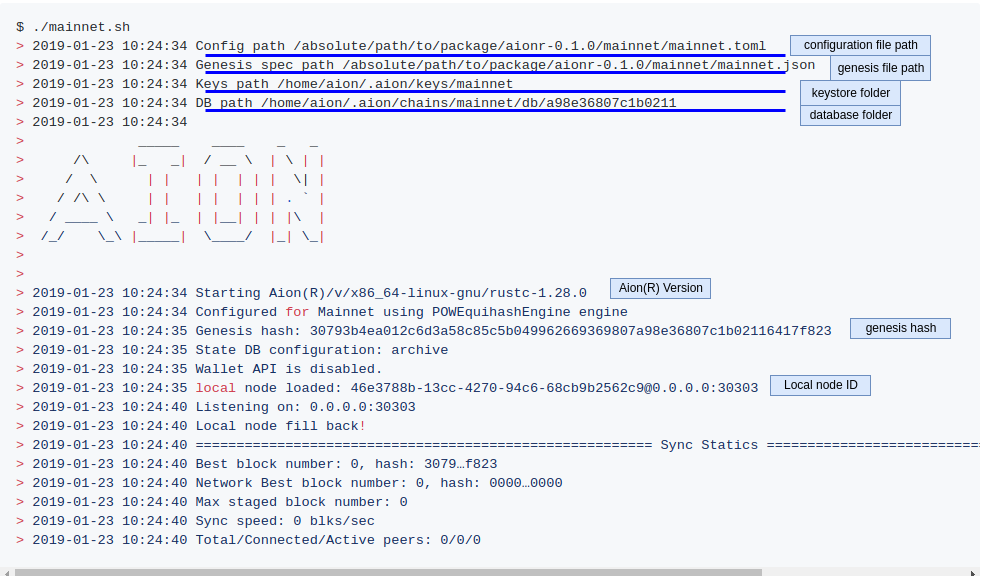 $ ./mainnet.sh
> 2019-01-23 10:24:34 Config path /absolute/path/to/package/aionr-0.1.0/mainnet/mainnet.toml configuration file path
> 2019-01-23 10:24:34 Genesis spec path /absolute/path/to/package/aionr-0.1.0/mainnet/mainnet.json genesis file path
> 2019-01-23 10:24:34 Keys path /home/aion/.aion/keys/mainnet keystore folder
> 2019-01-23 10:24:34 DB path /home/aion/.aion/chains/mainnet/db/a98e36807c1b0211 database folder
> 2019-01-23 10:24:34
>                _____    ____    _   _
>      /\     |_   _|  / __ \  | \ | |
>     /  \      | |   | |  | | |  \| |
>    / /\ \     | |   | |  | | | . ` |
>   / ____ \   _| |_  | |__| | | |\  |
>  /_/    \_\ |_____|  \____/  |_| \_|
>
>
> 2019-01-23 10:24:34 Starting Aion(R)/v/x86_64-linux-gnu/rustc-1.28.0 Aion(R) Version
> 2019-01-23 10:24:34 Configured for Mainnet using POWEquihashEngine engine
> 2019-01-23 10:24:35 Genesis hash: 30793b4ea012c6d3a58c85c5b049962669369807a98e36807c1b02116417f823 genesis hash
> 2019-01-23 10:24:35 State DB configuration: archive
> 2019-01-23 10:24:35 Wallet API is disabled.
> 2019-01-23 10:24:35 local node loaded: 46e3788b-13cc-4270-94c6-68cb9b2562c9@0.0.0.0:30303 Local node ID
> 2019-01-23 10:24:40 Listening on: 0.0.0.0:30303
> 2019-01-23 10:24:40 Local node fill back!
> 2019-01-23 10:24:40 ======================================================== Sync Statics ==========================
> 2019-01-23 10:24:40 Best block number: 0, hash: 3079…f823
> 2019-01-23 10:24:40 Network Best block number: 0, hash: 0000…0000
> 2019-01-23 10:24:40 Max staged block number: 0
> 2019-01-23 10:24:40 Sync speed: 0 blks/sec
> 2019-01-23 10:24:40 Total/Connected/Active peers: 0/0/0